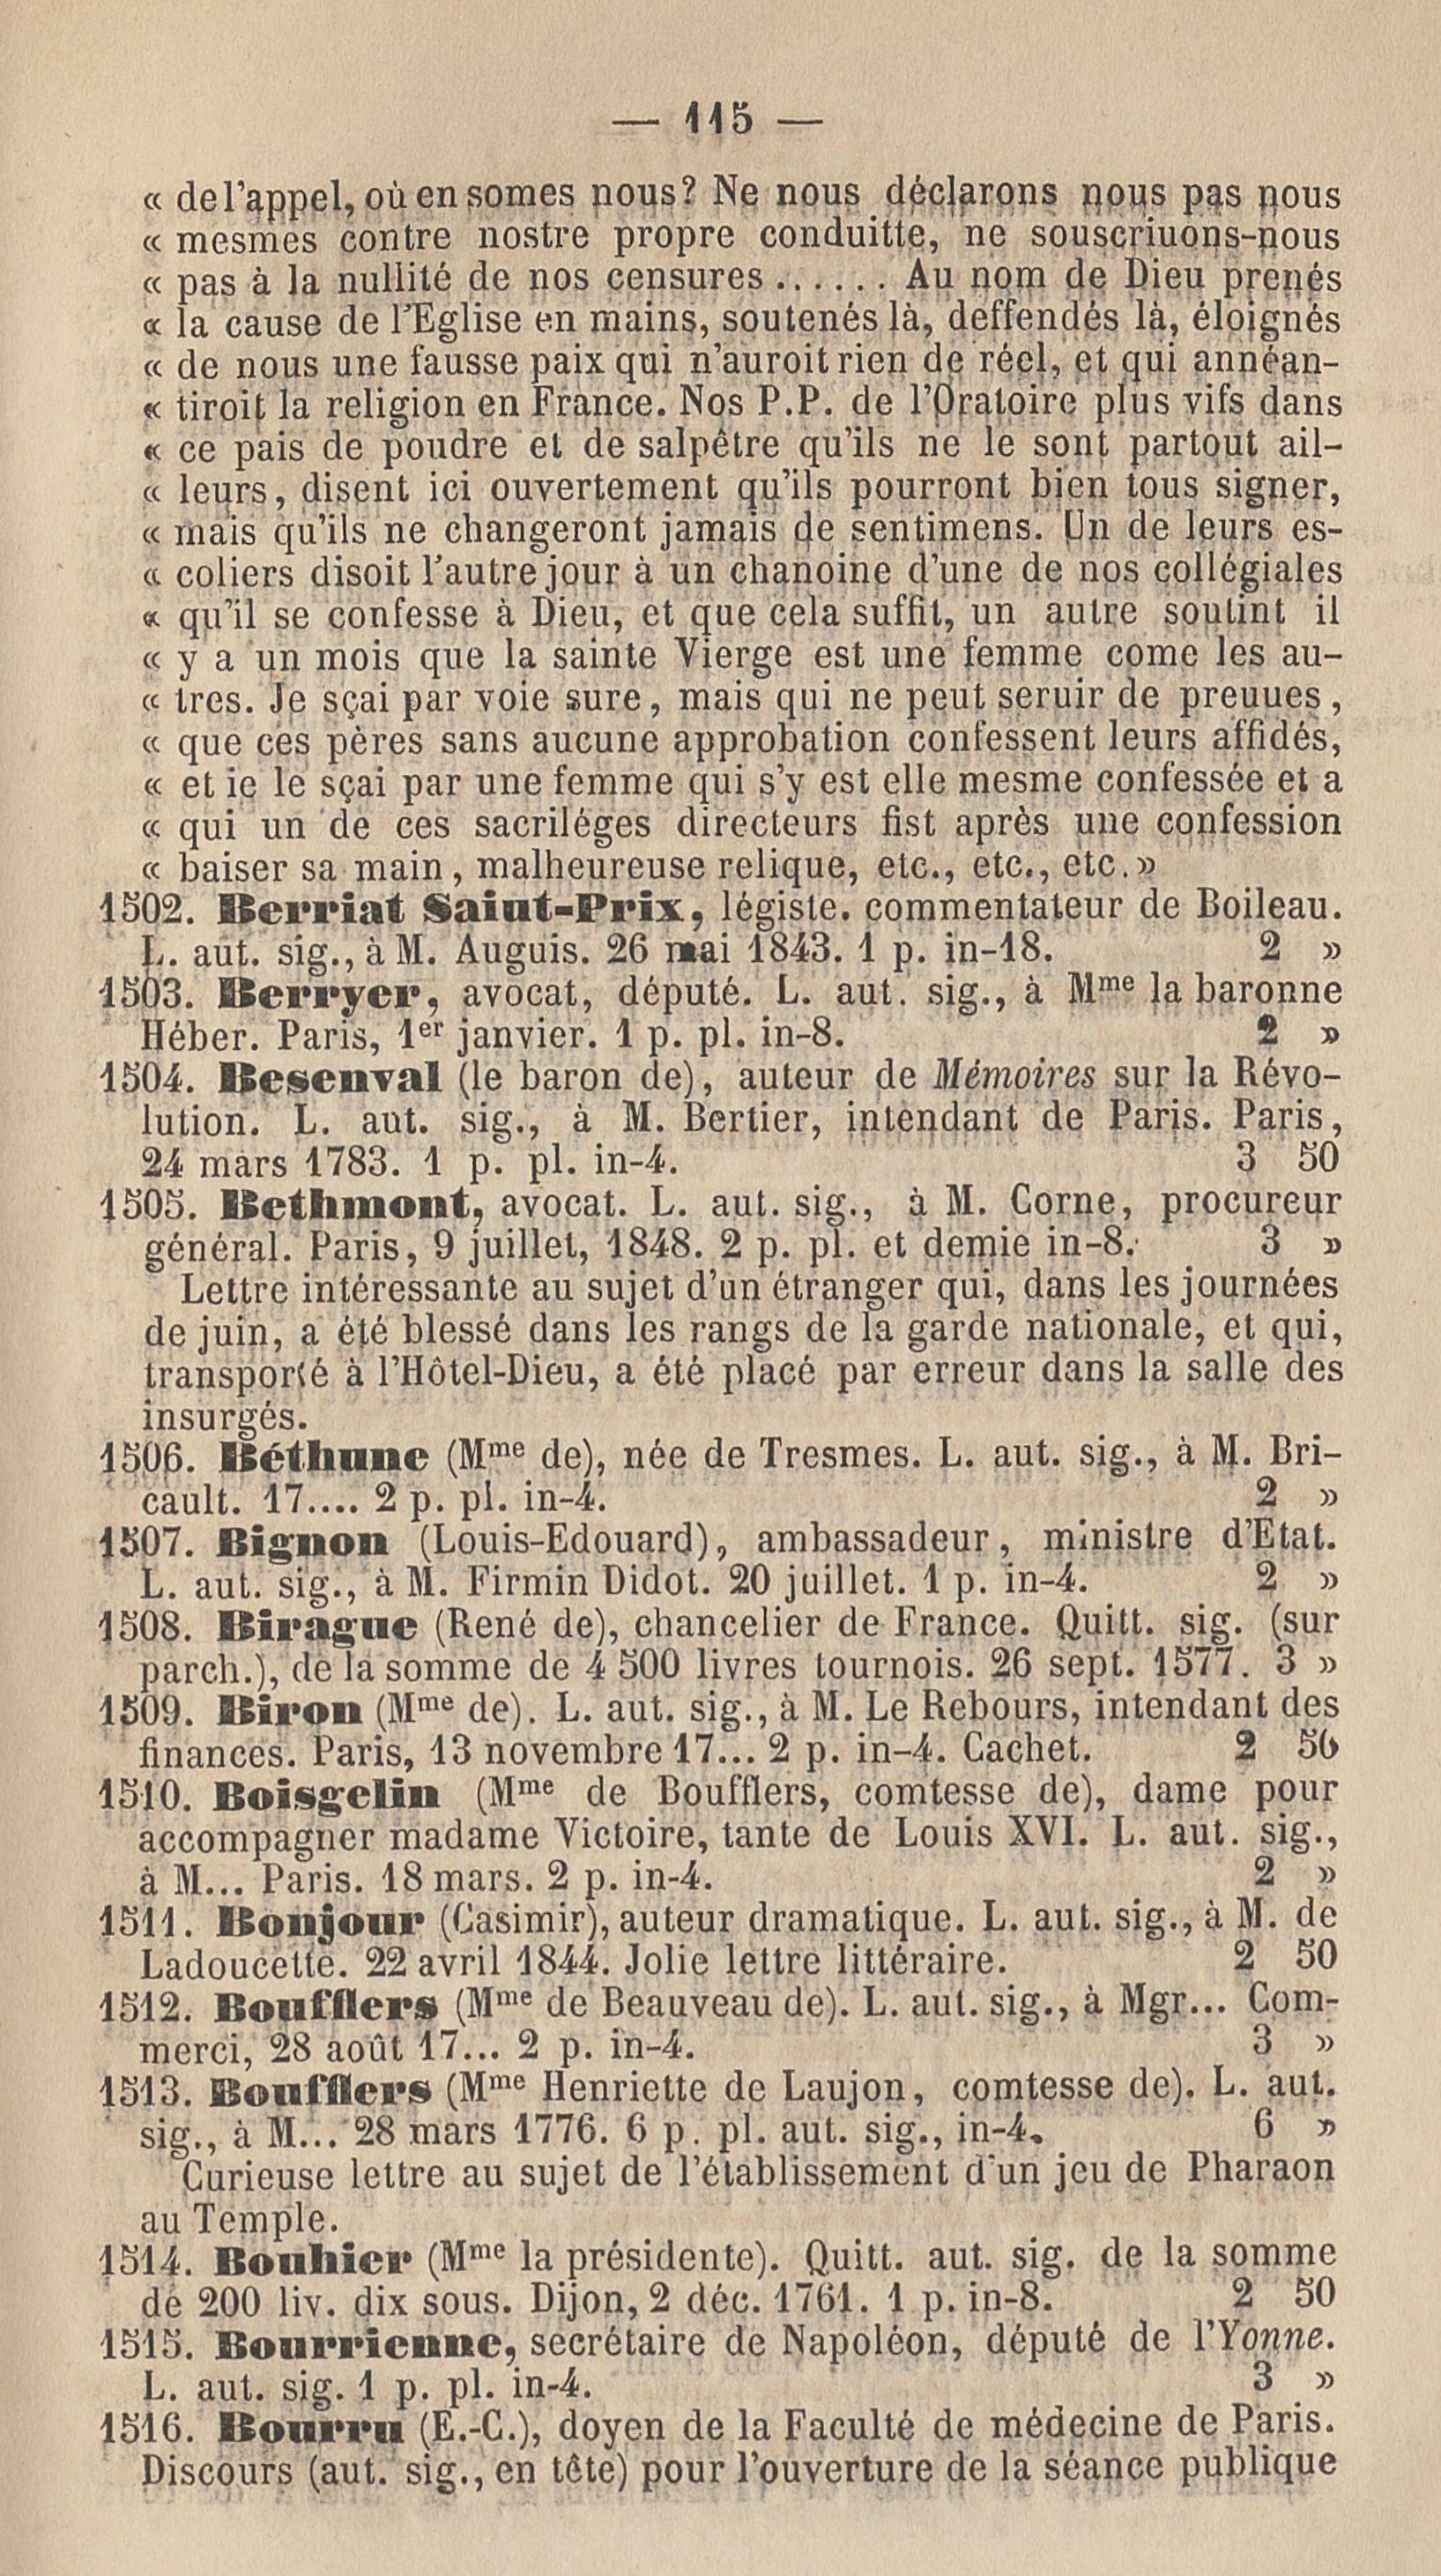 — 115 —
« de l'appel, où en somes nous? Ne nous déclarons nous pas nous
« mesmes contre nostre propre conduitte, ne souscriuons-nous
« pas à la nullité de nos censures ...... Au nom de Dieu prenés
« la cause de l'Eglise en mains, soutenés là, deffendés là, éloignés
« de nous une fausse paix qui n'auroit rien de réel, et qui annéan-
« tiroit la religion en France. Nos P.P. de l'Oratoire plus vifs dans
« ce pais de poudre et de salpêtre qu'ils ne le sont partout ail-
« leurs, disent ici ouvertement qu'ils pourront bien tous signer,
« mais qu'ils ne changeront jamais de sentimens. Un de leurs es-
« coliers disoit l'autre jour à un chanoine d'une de nos collégiales
« qu'il se confesse à Dieu, et que cela suffit, un autre soutint il
« y a un mois que la sainte Vierge est une femme come les au-
« tres. Je sçai par voie sure, mais qui ne peut seruir de preuues,
« que ces pères sans aucune approbation confessent leurs affidés,
« et ie le sçai par une femme qui s'y est elle mesme confessée et a
« qui un de ces sacriléges directeurs fist après une confession
« baiser sa main, malheureuse relique, etc., etc., etc. »
1502. Berriat Saint-Prix, légiste. commentateur de Boileau.
L. aut. sig., à M. Auguis. 26 mai 1843. 1 p. in-18. 2 »
1503. Berryer, avocat, député. L. aut. sig., à Mme la baronne
Héber. Paris, 1er janvier. 1 p. pl. in-8. 2 »
1504. Besenval (le baron de), auteur de Mémoires sur la Révo-
lution. L. aut. sig., à M. Bertier, intendant de Paris. Paris,
24 mars 1783. 1 p. pl. in-4. 3 50
1505. Bethmont, avocat. L. aut. sig., à M. Corne, procureur
général. Paris, 9 juillet, 1848. 2 p. pl. et demie in-8. 3 »
Lettre intéressante au sujet d'un étranger qui, dans les journées
de juin, a été blessé dans les rangs de la garde nationale, et qui,
transporté à l'Hôtel-Dieu, a été placé par erreur dans la salle des
insurgés.
1506. Béthune (Mme de), née de Tresmes. L. aut. sig., à M. Bri-
cault. 17.... 2 p. pl. in-4. 2 »
1507. Bignon (Louis-Edouard), ambassadeur, ministre d'Etat.
L. aut. sig., à M. Firmin Didot. 20 juillet. 1 p. in-4. 2 »
1508. Birague (René de), chancelier de France. Quitt. sig. (sur
parch.), de la somme de 4 500 livres tournois. 26 sept. 1577. 3 »
1509. Biron (Mme de). L. aut. sig., à M. Le Rebours, intendant des
finances. Paris, 13 novembre 17... 2 p. in-4. Cachet. 2 50
1510. Boisgelin (Mme de Boufflers, comtesse de), dame pour
accompagner madame Victoire, tante de Louis XVI. L. aut. sig.,
à M... Paris. 18 mars. 2 p. in-4. 2 »
1511. Bonjour (Casimir), auteur dramatique. L. aut. sig., à M. de
Ladoucette. 22 avril 1844. Jolie lettre littéraire. 2 50
1512. Boufflers (Mme de Beauveau de). L. aut. sig., à Mgr... Com-
merci, 28 août 17... 2 p. in-4. 3 »
1513. Boufflers (Mme Henriette de Laujon, comtesse de). L. aut.
sig., à M... 28 mars 1776. 6 p. pl. aut. sig., in-4. 6 »
Curieuse lettre au sujet de l'établissement d'un jeu de Pharaon
au Temple.
1514. Bouhier (Mme la présidente). Quitt. aut. sig. de la somme
de 200 liv. dix sous. Dijon, 2 déc. 1761. 1 p. in-8. 2 50
1515. Bourrienne, secrétaire de Napoléon, député de l'Yonne.
L. aut. sig. 1 p. pl. in-4. 3 »
1516. Bourru (E.-C.), doyen de la Faculté de médecine de Paris.
Discours (aut. sig., en tête) pour l'ouverture de la séance publique